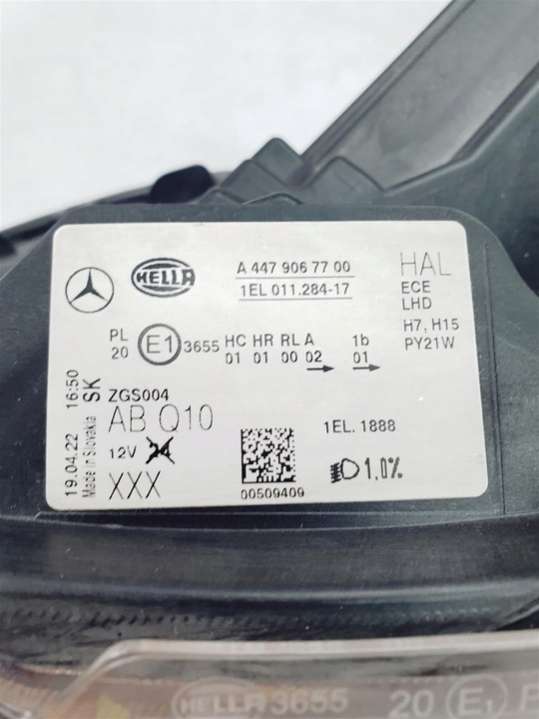 HELLA
A 447 906 77 00
1EL 011.284-17
HAL
ECE
LHD
H7, H15
PY21W
PL
20
E1
3655
HC HR RL A 1b
01 01 00 02 01
19.04.22 16:50
Made in Slovakia SK
ZGS004
AB Q10
12V 24
XXX
00509409
1EL. 1888
1,0%
HELLA 3655 20 E1